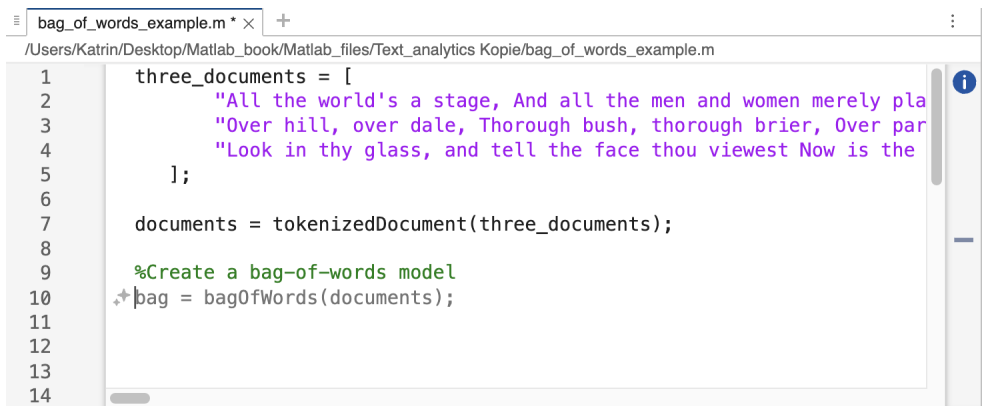 bag_of_words_example.m * × +
/Users/Katrin/Desktop/Matlab_book/Matlab_files/Text_analytics Kopie/bag_of_words_example.m
1 three_documents = [
2 "All the world's a stage, And all the men and women merely pla
3 "Over hill, over dale, Thorough bush, thorough brier, Over par
4 "Look in thy glass, and tell the face thou viewest Now is the
5 ];
6
7 documents = tokenizedDocument(three_documents);
8
9 %Create a bag-of-words model
10 bag = bagOfWords(documents);
11
12
13
14